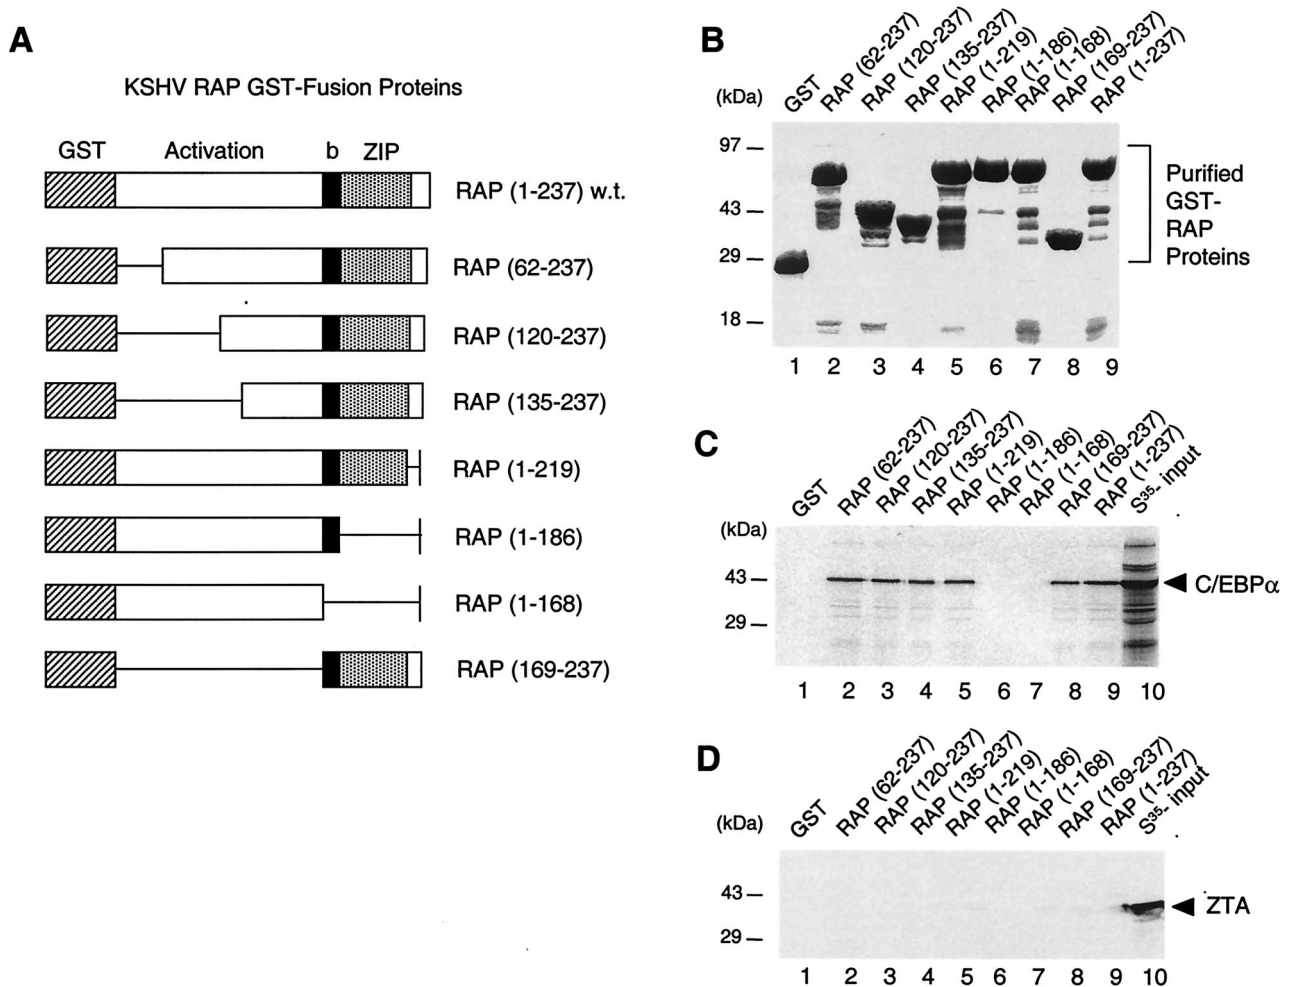 A
KSHV RAP GST-Fusion Proteins
GST Activation b ZIP
RAP (1-237) w.t.
RAP (62-237)
RAP (120-237)
RAP (135-237)
RAP (1-219)
RAP (1-186)
RAP (1-168)
RAP (169-237)
B
(kDa)
GST
RAP (62-237)
RAP (120-237)
RAP (135-237)
RAP (1-219)
RAP (1-186)
RAP (1-168)
RAP (169-237)
RAP (1-237)
97
43
29
18
Purified
GST-
RAP
Proteins
1 2 3 4 5 6 7 8 9
C
(kDa)
GST
RAP (62-237)
RAP (120-237)
RAP (135-237)
RAP (1-219)
RAP (1-186)
RAP (1-168)
RAP (169-237)
RAP (1-237)
S³⁵- input
43
29
C/EBPα
1 2 3 4 5 6 7 8 9 10
D
(kDa)
GST
RAP (62-237)
RAP (120-237)
RAP (135-237)
RAP (1-219)
RAP (1-186)
RAP (1-168)
RAP (169-237)
RAP (1-237)
S³⁵- input
43
29
ZTA
1 2 3 4 5 6 7 8 9 10